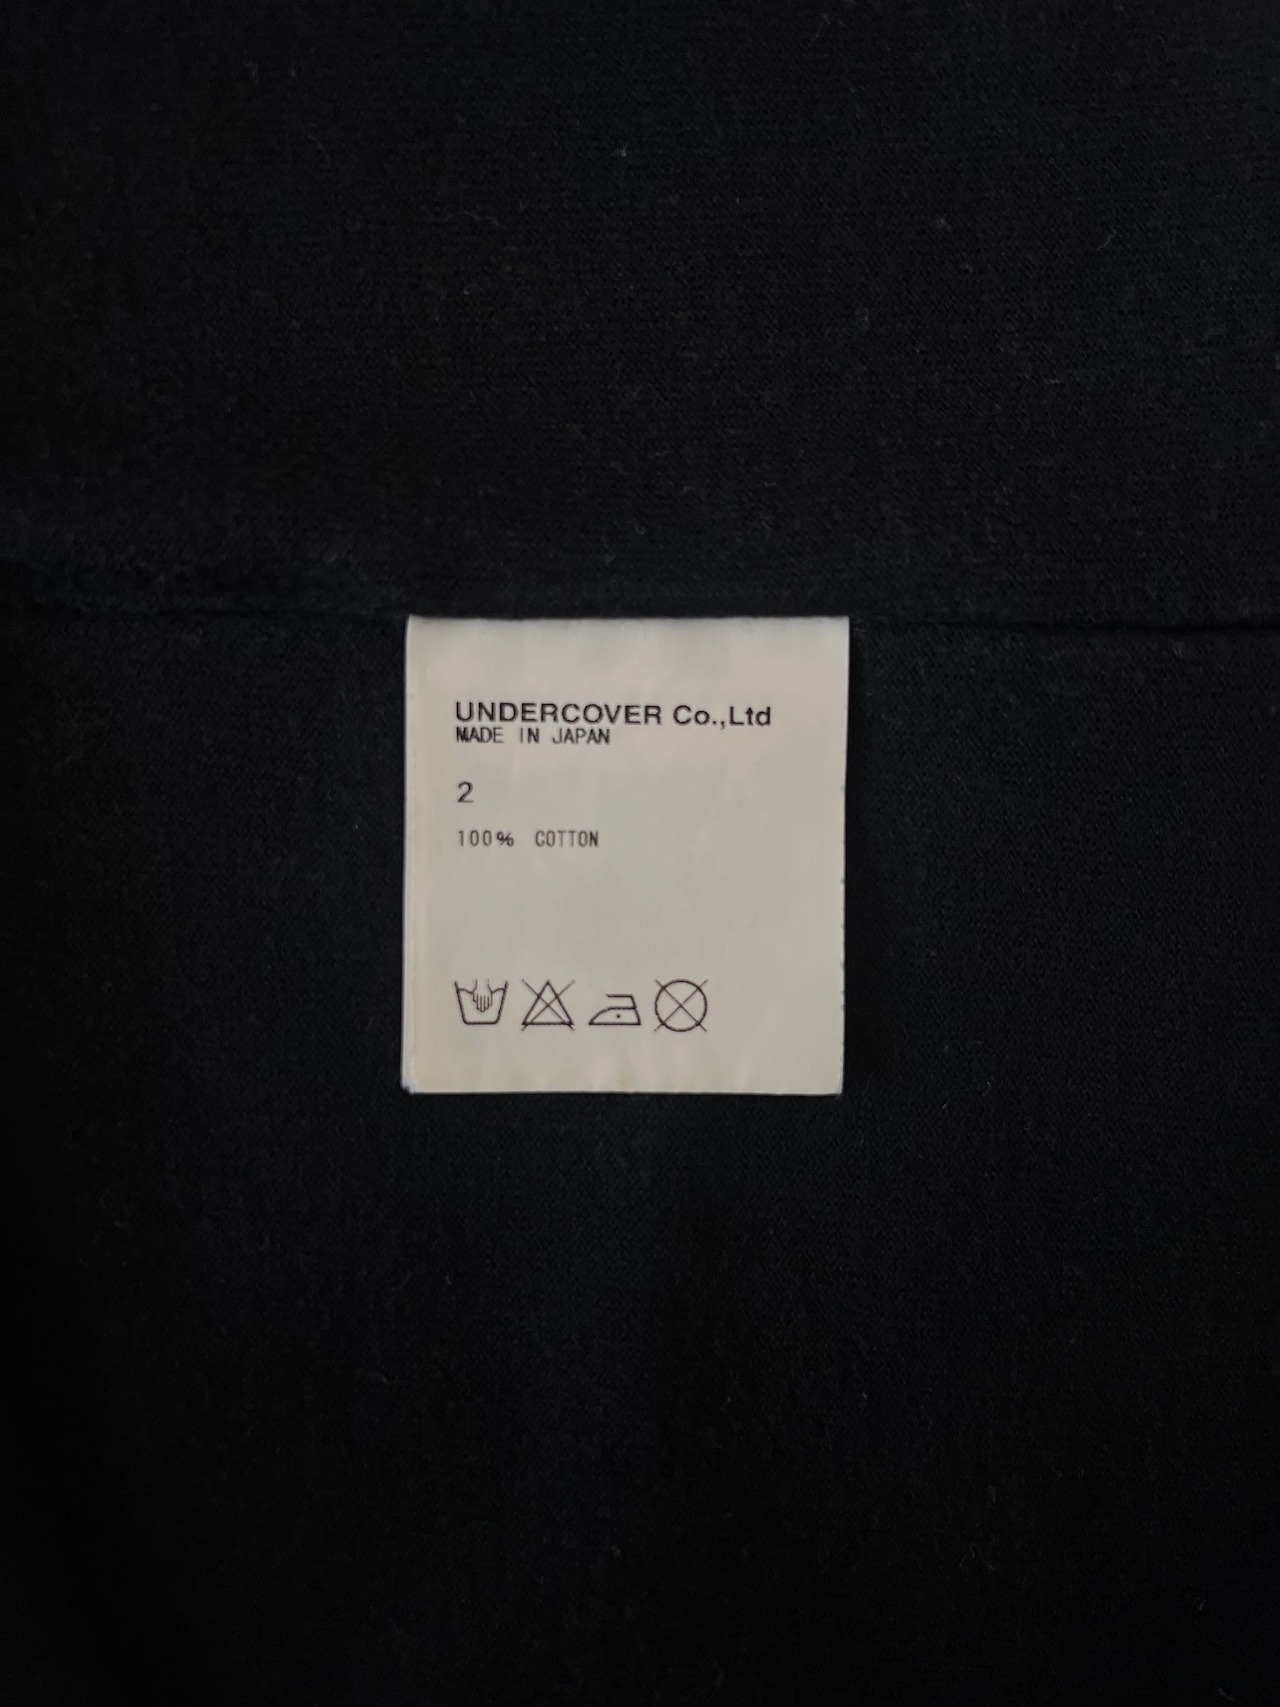 UNDERCOVER Co.,Ltd
MADE IN JAPAN
2
100% COTTON